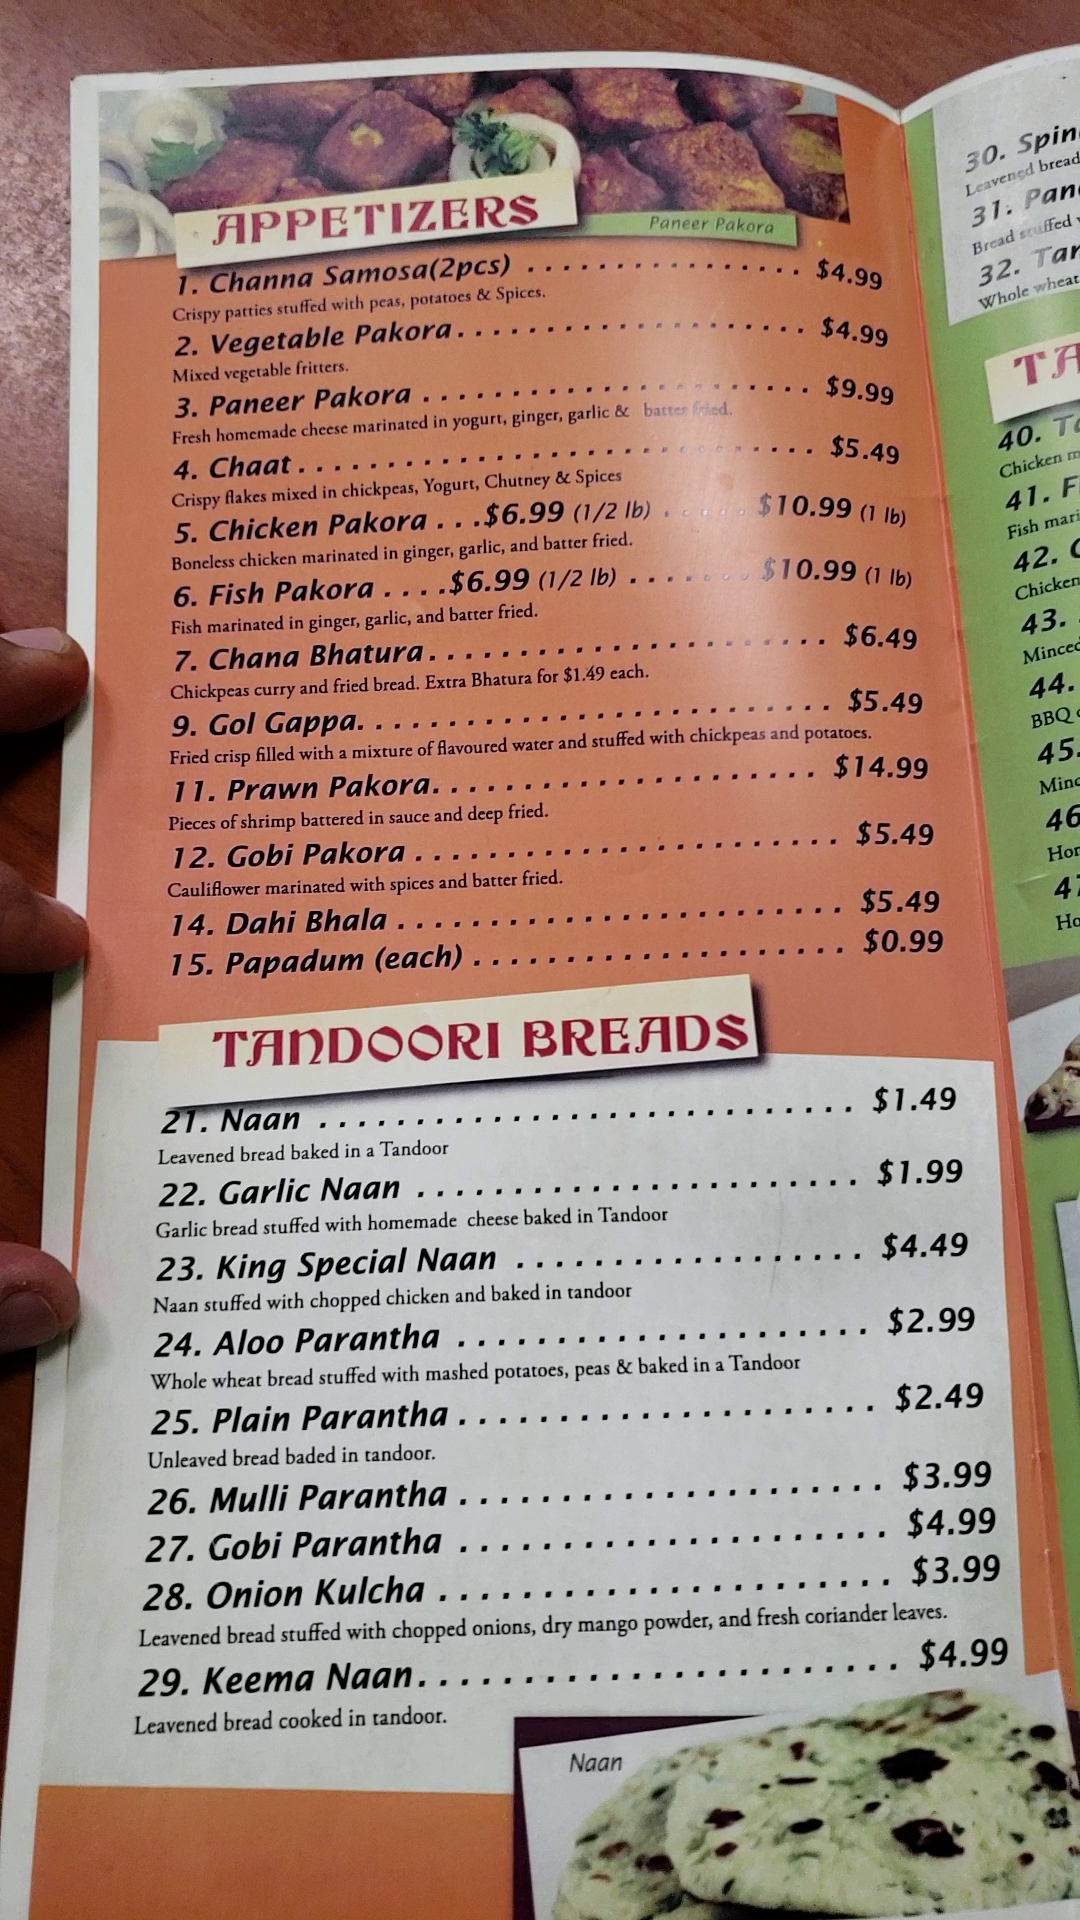 Paneer Pakora
APPETIZERS
1. Channa Samosa(2pcs) . . . . . . . . . . . . . . . . $4.99
Crispy patties stuffed with peas, potatoes & Spices.
2. Vegetable Pakora. . . . . . . . . . . . . . . . . . . . $4.99
Mixed vegetable fritters.
3. Paneer Pakora . . . . . . . . . . . . . . . . . . . . . . $9.99
Fresh homemade cheese marinated in yogurt, ginger, garlic & batter fried.
4. Chaat. . . . . . . . . . . . . . . . . . . . . . . . . . . . . $5.49
Crispy flakes mixed in chickpeas, Yogurt, Chutney & Spices
5. Chicken Pakora . . .$6.99 (1/2 lb) . . . . . . $10.99 (1 lb)
Boneless chicken marinated in ginger, garlic, and batter fried.
6. Fish Pakora . . . .$6.99 (1/2 lb) . . . . . . . . $10.99 (1 lb)
Fish marinated in ginger, garlic, and batter fried.
7. Chana Bhatura. . . . . . . . . . . . . . . . . . . . . . $6.49
Chickpeas curry and fried bread. Extra Bhatura for $1.49 each.
9. Gol Gappa. . . . . . . . . . . . . . . . . . . . . . . . . . $5.49
Fried crisp filled with a mixture of flavoured water and stuffed with chickpeas and potatoes.
11. Prawn Pakora. . . . . . . . . . . . . . . . . . . . . $14.99
Pieces of shrimp battered in sauce and deep fried.
12. Gobi Pakora . . . . . . . . . . . . . . . . . . . . . . . $5.49
Cauliflower marinated with spices and batter fried.
14. Dahi Bhala . . . . . . . . . . . . . . . . . . . . . . . . $5.49
15. Papadum (each) . . . . . . . . . . . . . . . . . . . . $0.99
TANDOORI BREADS
21. Naan . . . . . . . . . . . . . . . . . . . . . . . . . . . . $1.49
Leavened bread baked in a Tandoor
22. Garlic Naan . . . . . . . . . . . . . . . . . . . . . . . $1.99
Garlic bread stuffed with homemade cheese baked in Tandoor
23. King Special Naan . . . . . . . . . . . . . . . . . . $4.49
Naan stuffed with chopped chicken and baked in tandoor
24. Aloo Parantha . . . . . . . . . . . . . . . . . . . . . $2.99
Whole wheat bread stuffed with mashed potatoes, peas & baked in a Tandoor
25. Plain Parantha . . . . . . . . . . . . . . . . . . . . . $2.49
Unleaved bread baded in tandoor.
26. Mulli Parantha . . . . . . . . . . . . . . . . . . . . . $3.99
27. Gobi Parantha . . . . . . . . . . . . . . . . . . . . . $4.99
28. Onion Kulcha . . . . . . . . . . . . . . . . . . . . . . $3.99
Leavened bread stuffed with chopped onions, dry mango powder, and fresh coriander leaves.
29. Keema Naan. . . . . . . . . . . . . . . . . . . . . . . $4.99
Leavened bread cooked in tandoor.
Naan
30.
Leavened bread
31.
Bread stuffed
32.
Whole wheat
40.
Chicken
41.
Fish
42.
Chicken
43.
Minced
44.
BBQ
45.
46